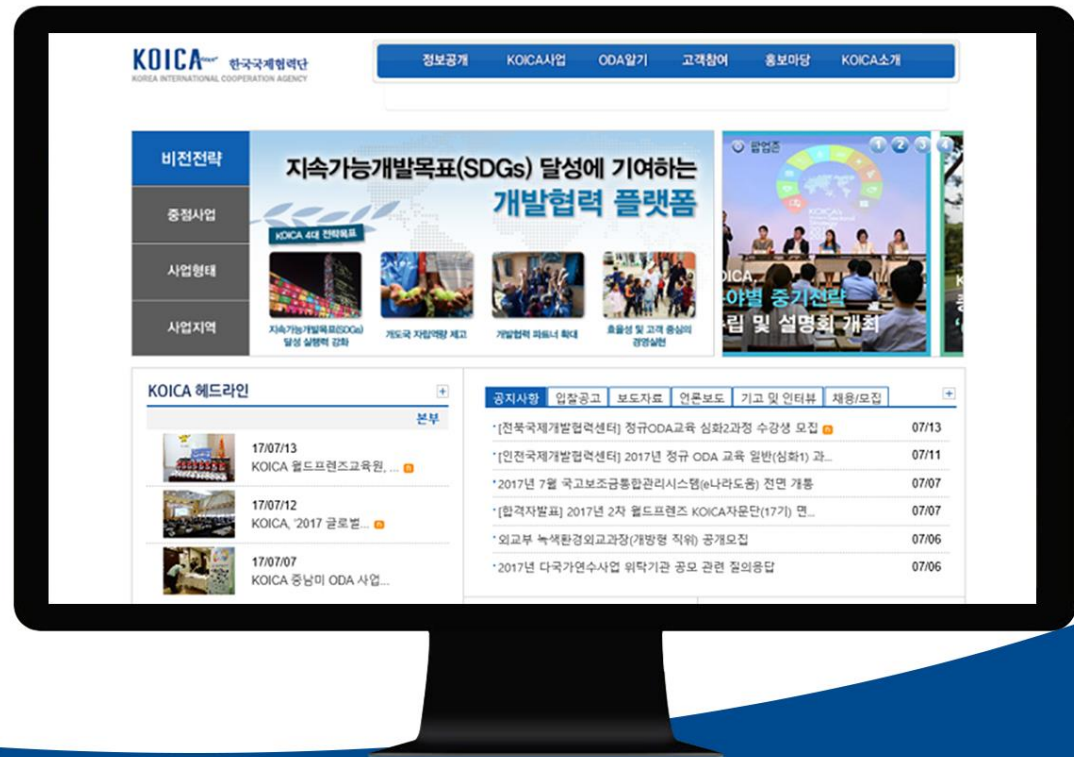 KOICA 한국국제협력단
KOREA INTERNATIONAL COOPERATION AGENCY
정보공개 KOICA사업 ODA알기 고객참여 홍보마당 KOICA소개
비전전략
중점사업
사업형태
사업지역
지속가능개발목표(SDGs) 달성에 기여하는
개발협력 플랫폼
KOICA 4대 전략목표
지속가능개발목표(SDGs)
달성 실행력 강화
개도국 자립역량 제고
개발협력 파트너 확대
효율성 및 고객 중심의
경영실현
팝업존 1 2 3 4
KOICA's
중기전략
및 설명회 개최
KOICA 헤드라인
본부
17/07/13
KOICA 월드프렌즈교육원, ...
17/07/12
KOICA, '2017 글로벌...
17/07/07
KOICA 중남미 ODA 사업...
공지사항 입찰공고 보도자료 언론보도 기고 및 인터뷰 채용/모집
[전북국제개발협력센터] 정규ODA교육 심화2과정 수강생 모집 07/13
[인천국제개발협력센터] 2017년 정규 ODA 교육 일반(심화1) 과... 07/11
2017년 7월 국고보조금통합관리시스템(e나라도움) 전면 개통 07/07
[합격자발표] 2017년 2차 월드프렌즈 KOICA자문단(17기) 면... 07/07
외교부 녹색환경외교과장(개방형 직위) 공개모집 07/06
2017년 다국가연수사업 위탁기관 공모 관련 질의응답 07/06